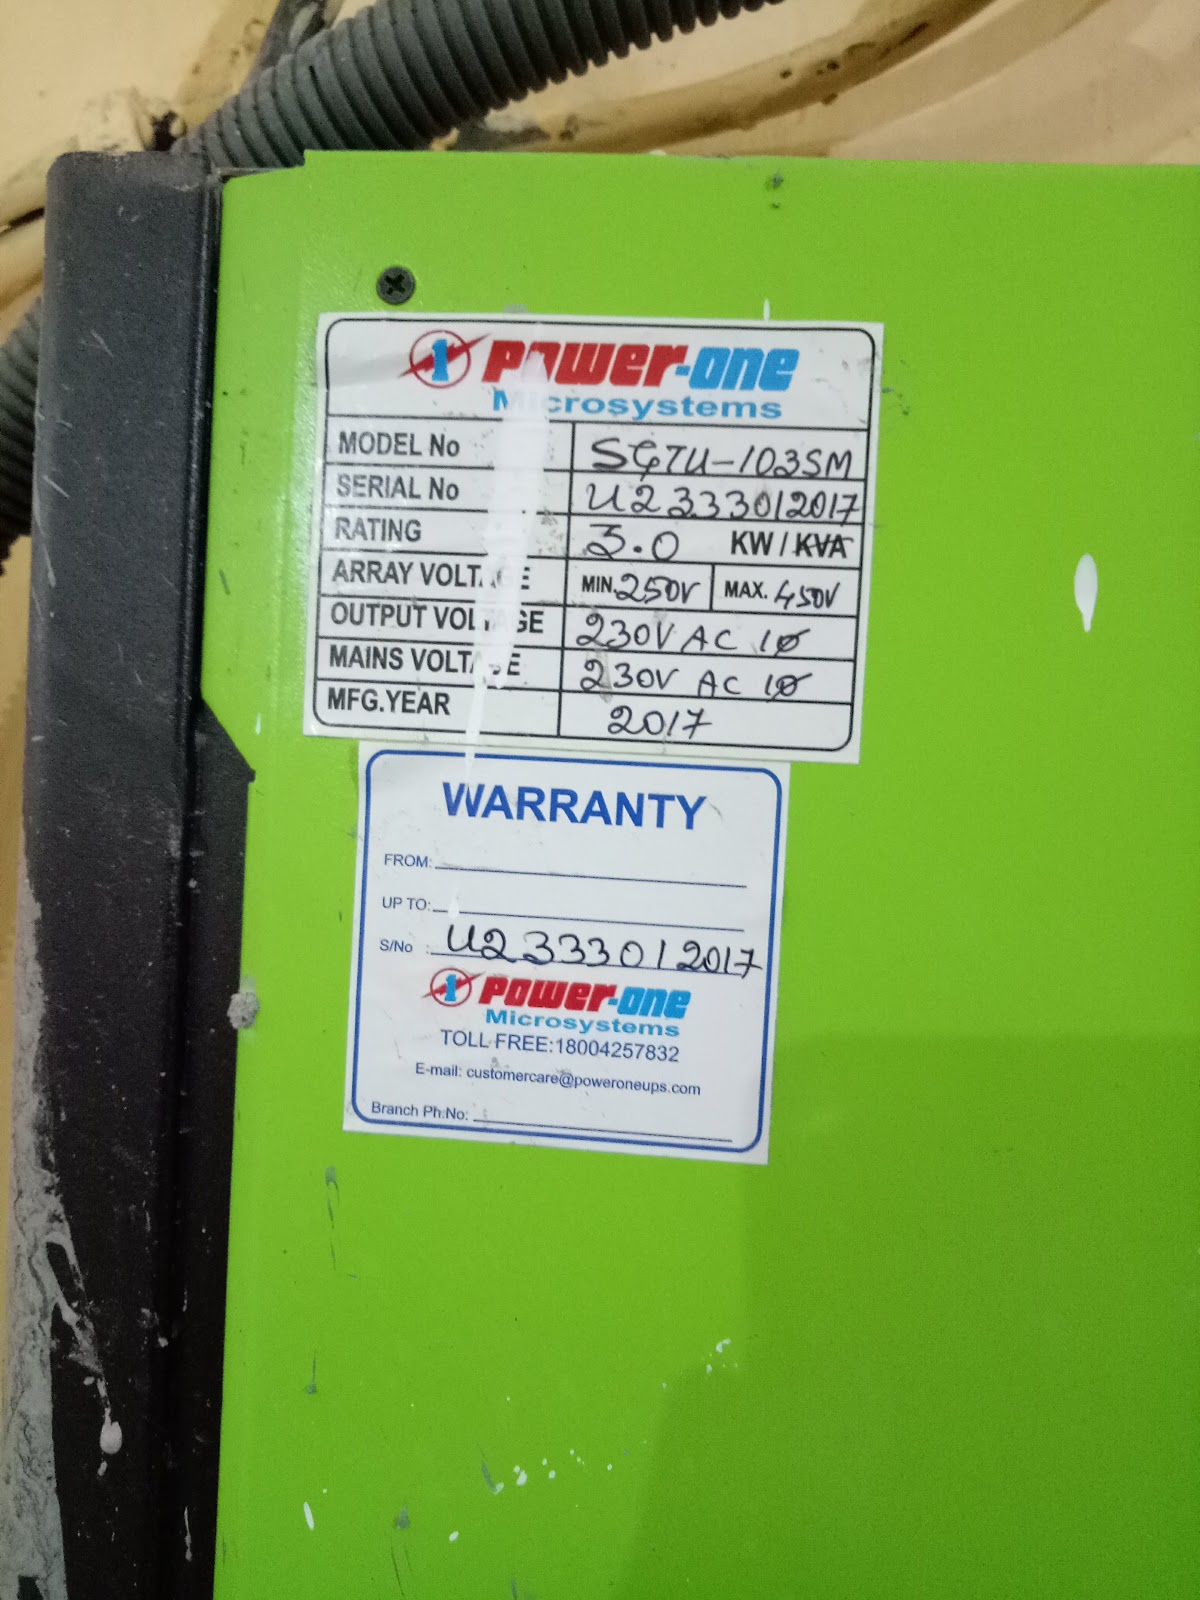 1 POWER-ONE
Microsystems
MODEL No SGTU-103SM
SERIAL No U2333012017
RATING 3.0 KW / KVA
ARRAY VOLTAGE MIN. 250V MAX. 450V
OUTPUT VOLTAGE 230V AC 1Ø
MAINS VOLTAGE 230V AC 1Ø
MFG.YEAR 2017
WARRANTY
FROM:
UP TO:
S/No : U2333012017
1 POWER-ONE
Microsystems
TOLL FREE:18004257832
E-mail: customercare@poweroneups.com
Branch Ph.No: